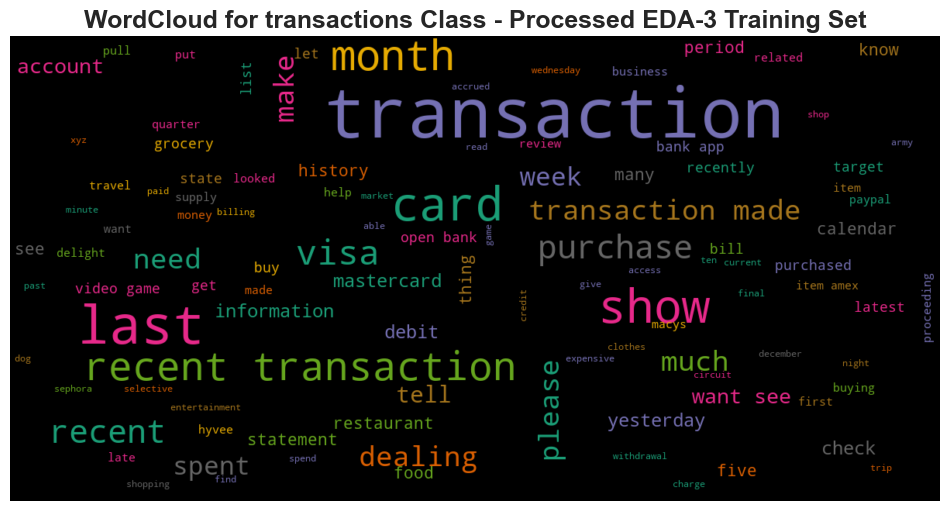 WordCloud for transactions Class - Processed EDA-3 Training Set
pull
put
let
month
period
related
know
account
list
make
wednesday
business
accrued
transaction
shop
quarter
xyz
grocery
read
review
bank app
army
history
week
many
recently
target
state
looked
travel
paid
supply
help
market
card
item
paypal
minute
money
billing
transaction made
want
able
open bank
game
calendar
see
delight
need
visa
purchase
bill
buy
thing
ten
current
purchased
access
mastercard
past
video game
get
made
give
item amex
proceeding
information
credit
show
final
latest
last
macys
debit
dog
recent transaction
clothes
expensive
much
december
night
circuit
sephora
selective
tell
please
want see
buying
first
entertainment
recent
hyvee
restaurant
yesterday
statement
late
spent
spend
dealing
withdrawal
check
food
five
trip
shopping
find
charge